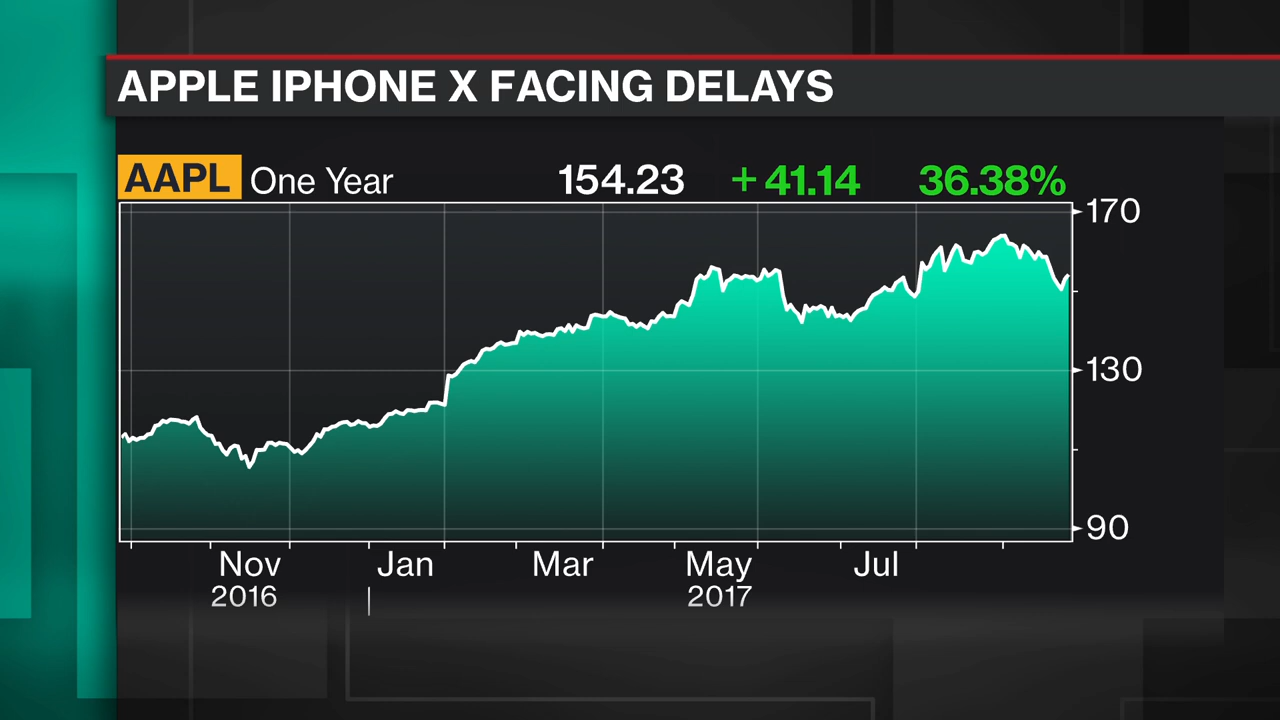 APPLE IPHONE X FACING DELAYS
AAPL One Year 154.23 +41.14 36.38%
170
130
90
Nov Jan Mar May Jul
2016 2017